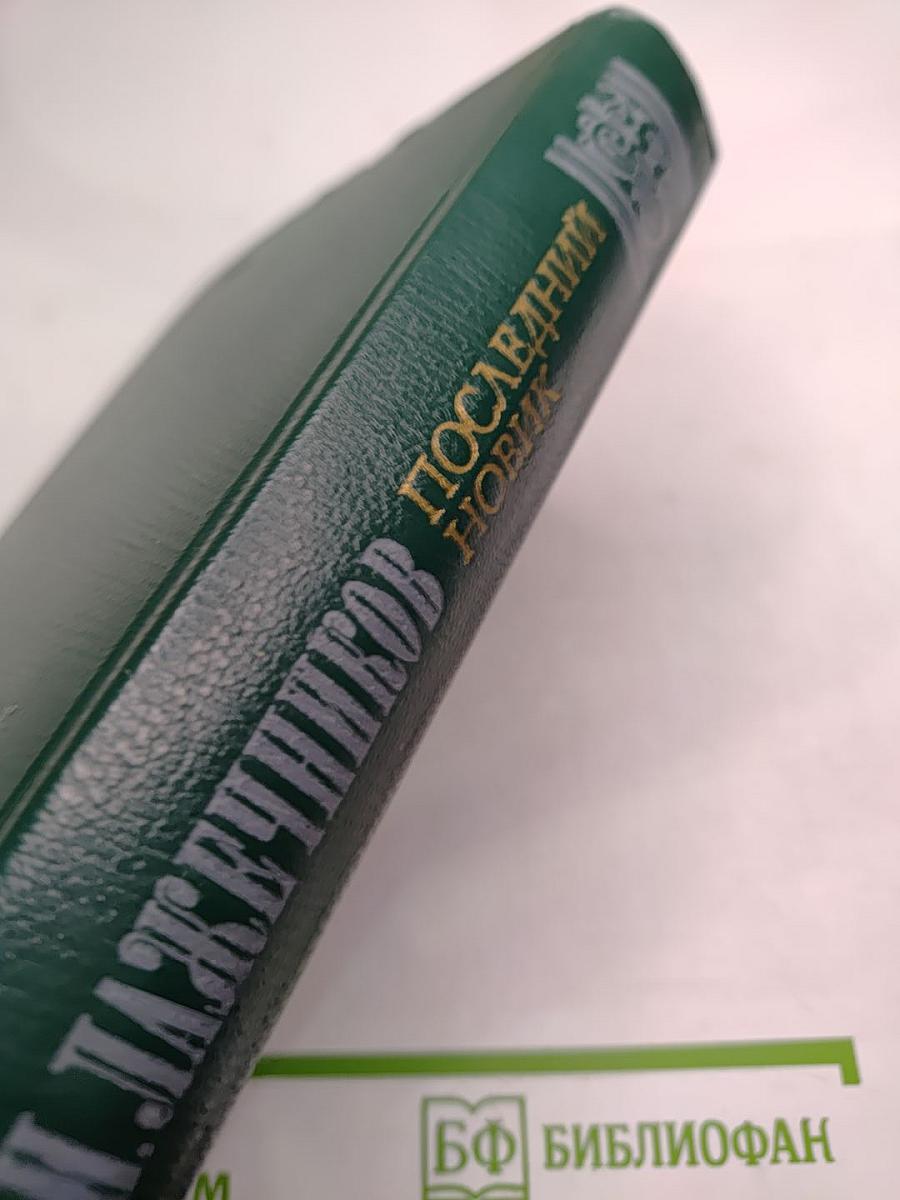 И. ЛАЖЕЧНИКОВ
ПОСЛЕДНИЙ
НОВИК
БФ БИБЛИОФАН
М